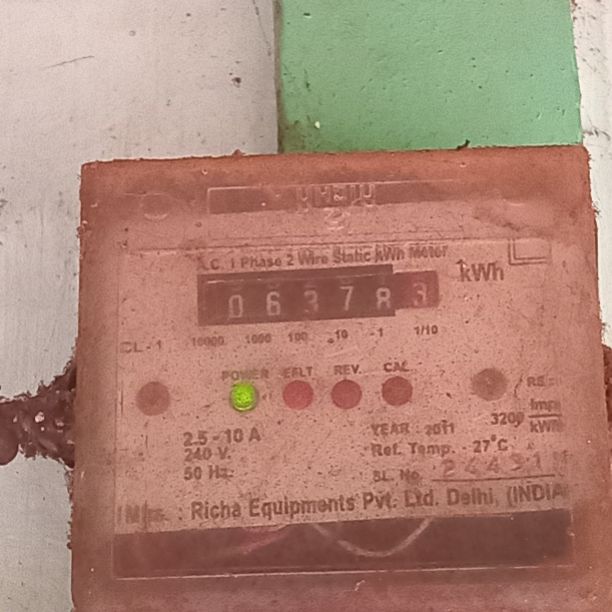 A.C. 1 Phase 2 Wire Static kWh Meter
0 6 3 7 8 kWh
CL-1 10000 1000 100 10 1 1/10
POWER E/FLT REV. CAL
2.5 - 10 A YEAR 2011 3200 Imp/kWh
240 V. Ref. Temp. - 27°C
50 Hz. SL. No. 24431
Mfrs. : Richa Equipments Pvt. Ltd. Delhi, (INDIA